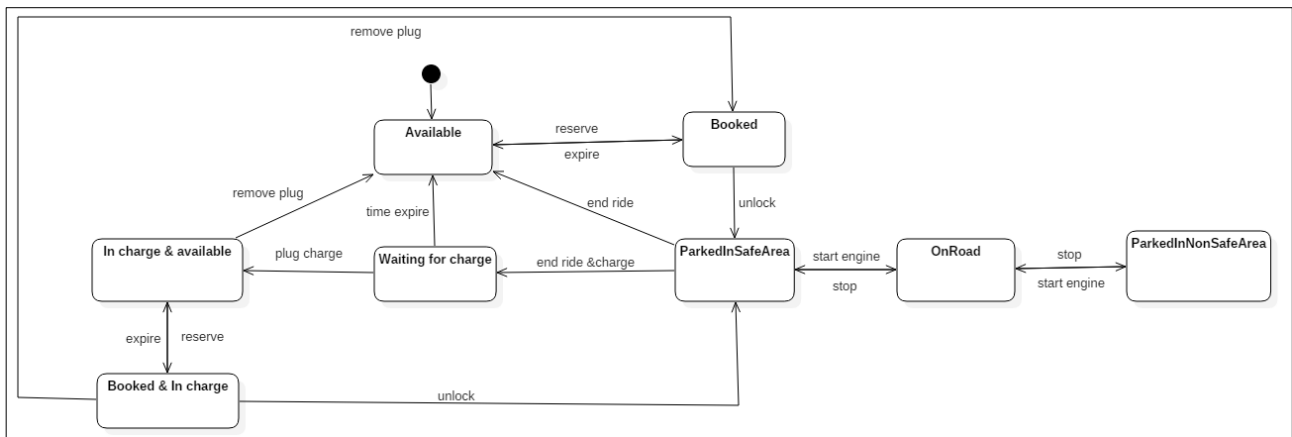 remove plug
Available
reserve
expire
Booked
remove plug
time expire
end ride
unlock
In charge & available
plug charge
Waiting for charge
end ride &charge
ParkedInSafeArea
start engine
stop
OnRoad
stop
start engine
ParkedInNonSafeArea
expire
reserve
Booked & In charge
unlock